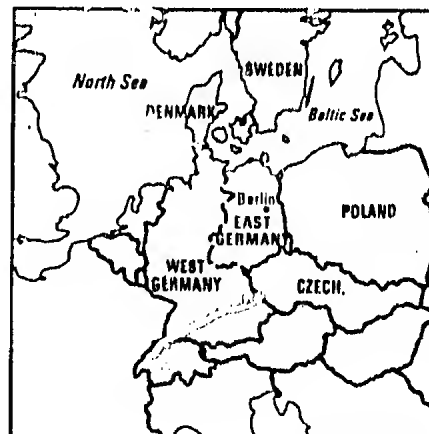 SWEDEN
North Sea
DENMARK
Baltic Sea
Berlin
EAST
GERMANY
POLAND
WEST
GERMANY
CZECH.